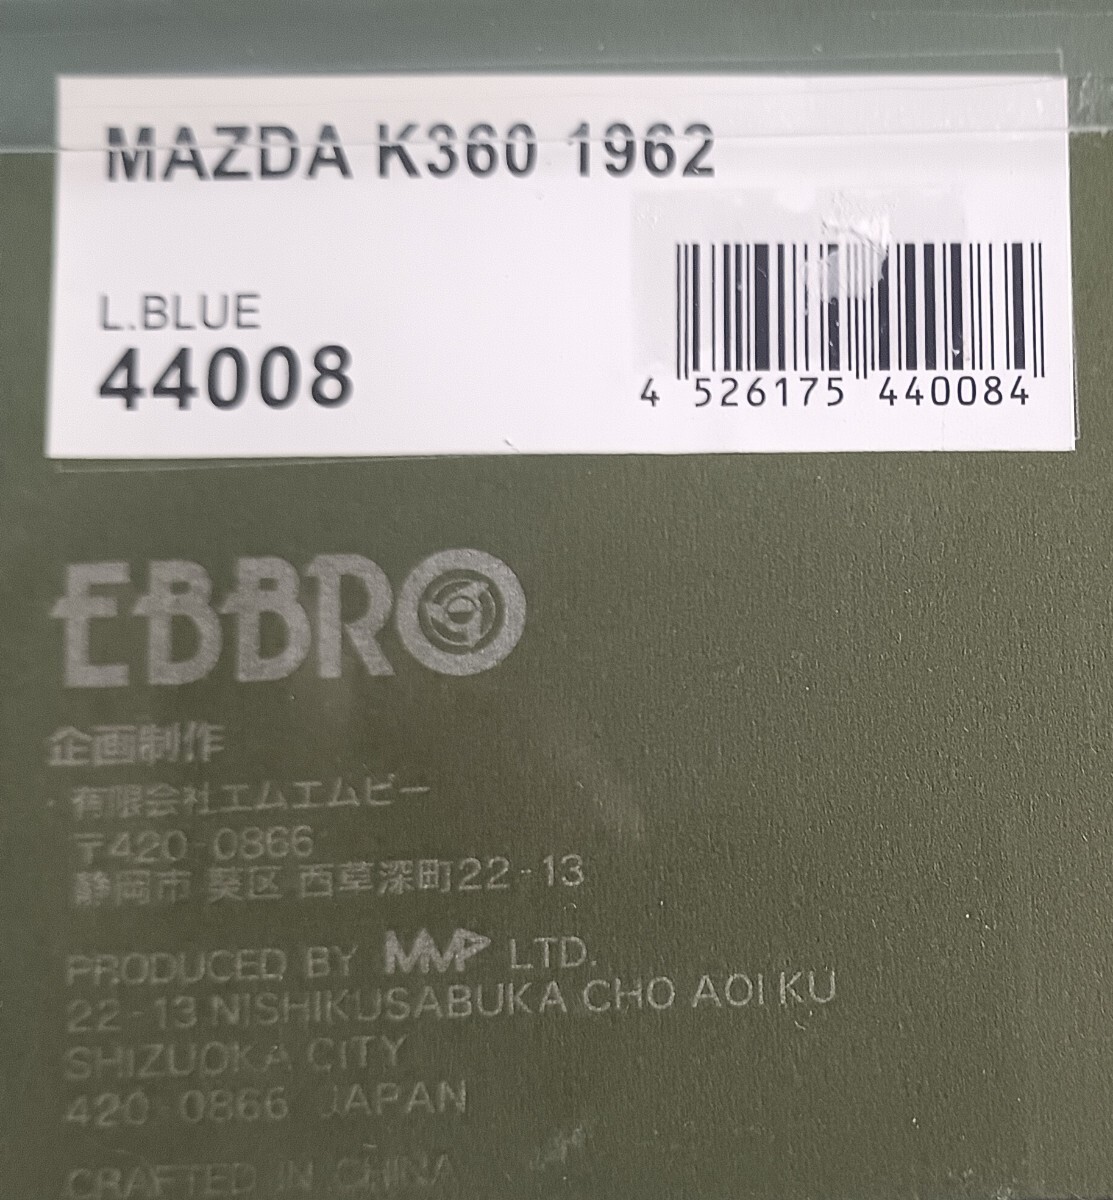 MAZDA K360 1962
L.BLUE
44008
4 526175 440084
EBBRO
企画制作
有限会社エムエムピー
〒420-0866
静岡市 葵区 西草深町22-13
PRODUCED BY MMP LTD.
22-13 NISHIKUSABUKA CHO AOI KU
SHIZUOKA CITY
420-0866 JAPAN
CRAFTED IN CHINA